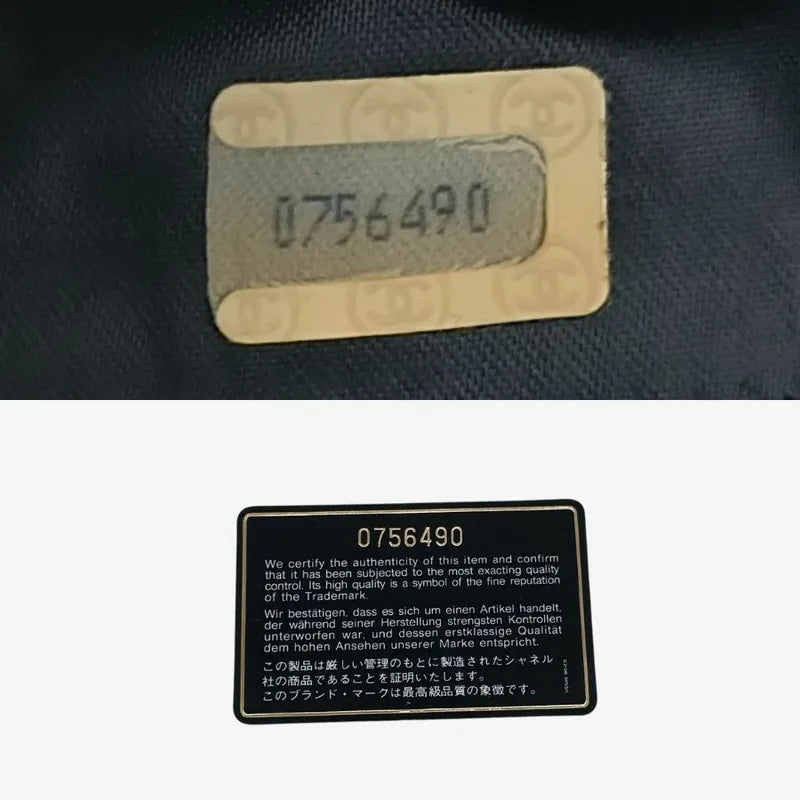 0756490
0756490
We certify the authenticity of this item and confirm
that it has been subjected to the most exacting quality
control. Its high quality is a symbol of the fine reputation
of the Trademark.
Wir bestätigen, dass es sich um einen Artikel handelt,
der während seiner Herstellung strengsten Kontrollen
unterworfen war, und dessen erstklassige Qualität
dem hohen Ansehen unserer Marke entspricht.
この製品は厳しい管理のもとに製造されたシャネル
社の商品であることを証明いたします。
このブランド・マークは最高級品質の象徴です。